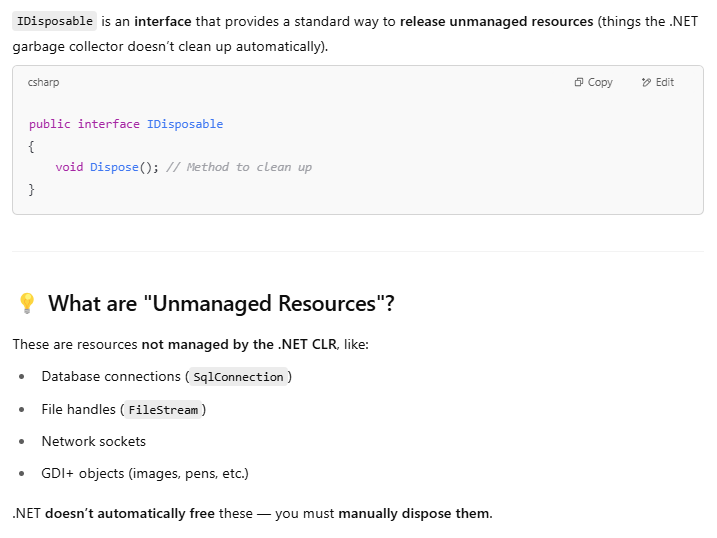 IDisposable is an interface that provides a standard way to release unmanaged resources (things the .NET
garbage collector doesn’t clean up automatically).
csharp Copy Edit
public interface IDisposable
{
    void Dispose(); // Method to clean up
}
💡 What are "Unmanaged Resources"?
These are resources not managed by the .NET CLR, like:
• Database connections ( SqlConnection )
• File handles ( FileStream )
• Network sockets
• GDI+ objects (images, pens, etc.)
.NET doesn’t automatically free these — you must manually dispose them.